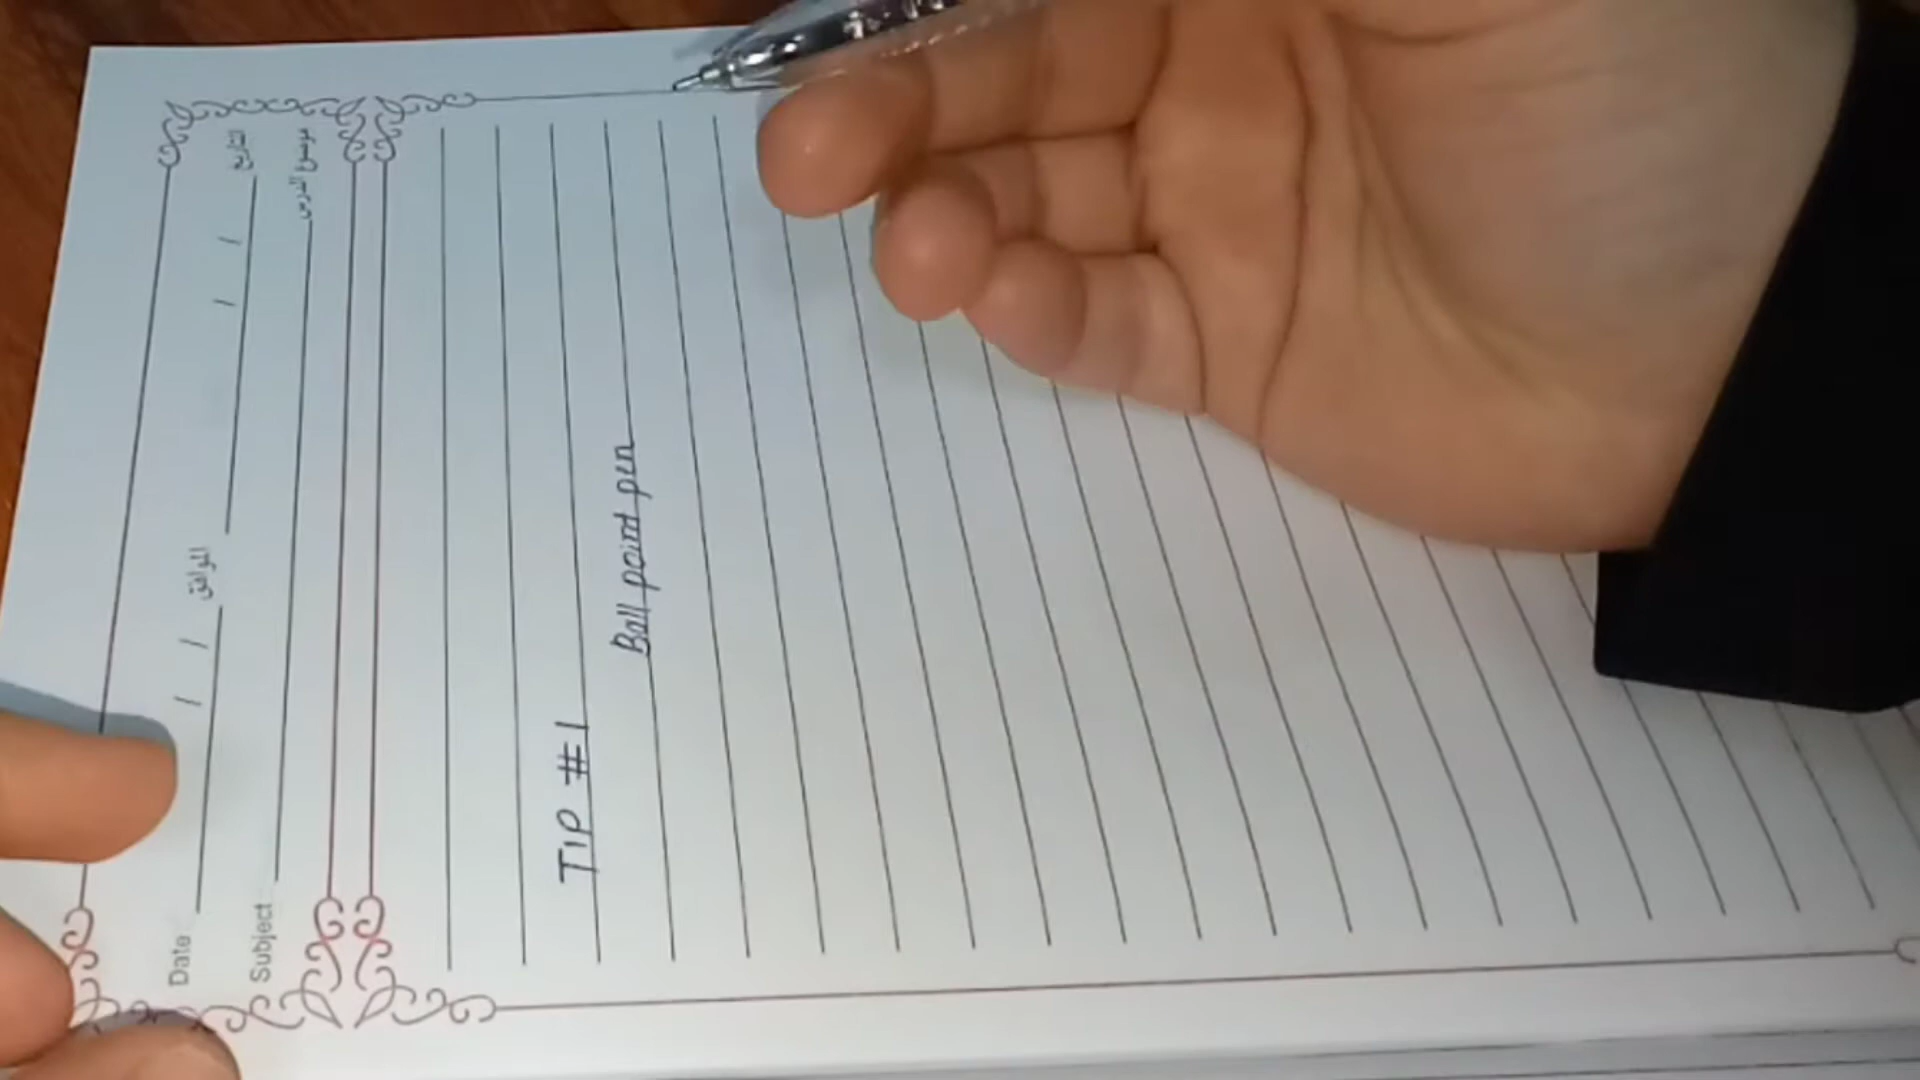 Date / / الموافق / / التاريخ
Subject موضوع الدرس
TIP #1
Ball point pen